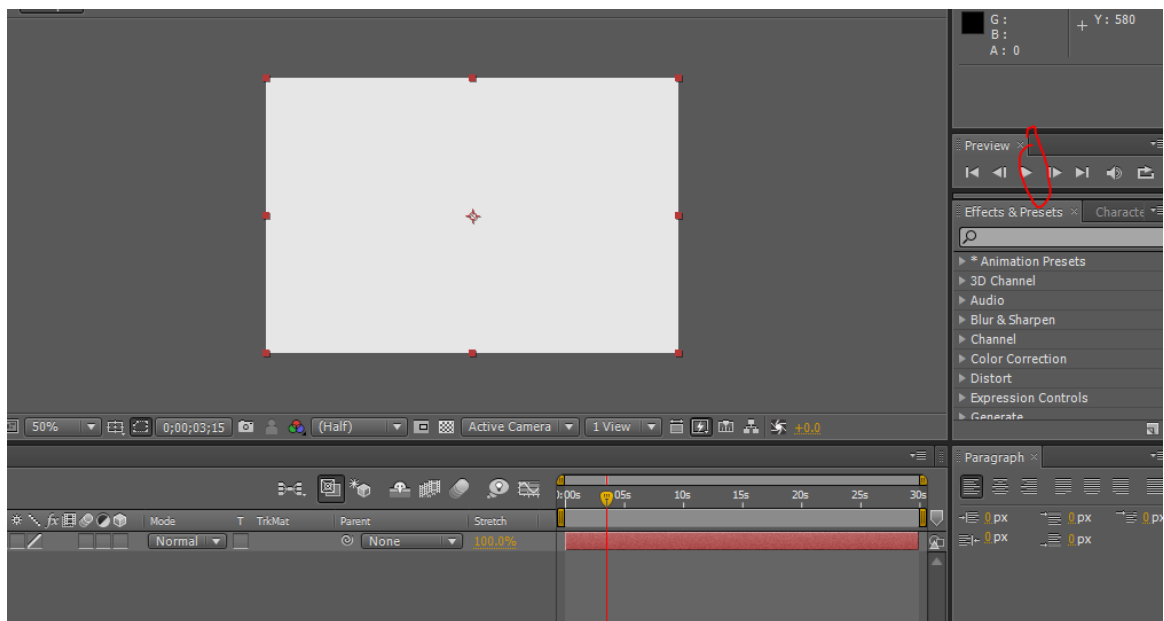 G :
B :
A : 0
Y : 580
Preview
Effects & Presets
Characte
* Animation Presets
3D Channel
Audio
Blur & Sharpen
Channel
Color Correction
Distort
Expression Controls
Generate
50%
0;00;03;15
(Half)
Active Camera
1 View
+0.0
Paragraph
0 px
0 px
0 px
0 px
0 px
):00s
05s
10s
15s
20s
25s
30s
fx
Mode
T
TrkMat
Parent
Stretch
Normal
None
100.0%